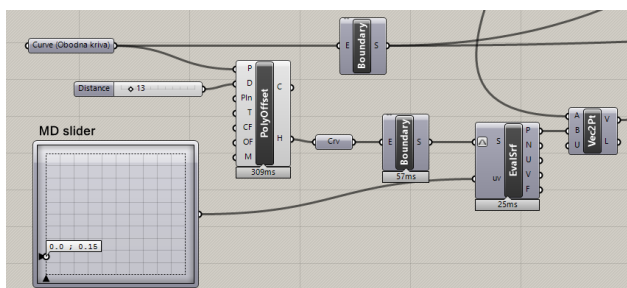 Curve (Obodna kriva)
E
Boundary
S
Distance
13
P
D
Pln
T
CF
OF
M
PolyOffset
C
H
309ms
Crv
E
Boundary
S
57ms
S
uv
EvalSrf
P
N
U
V
F
25ms
A
B
U
Vec2Pt
V
L
MD slider
0.0 ; 0.15